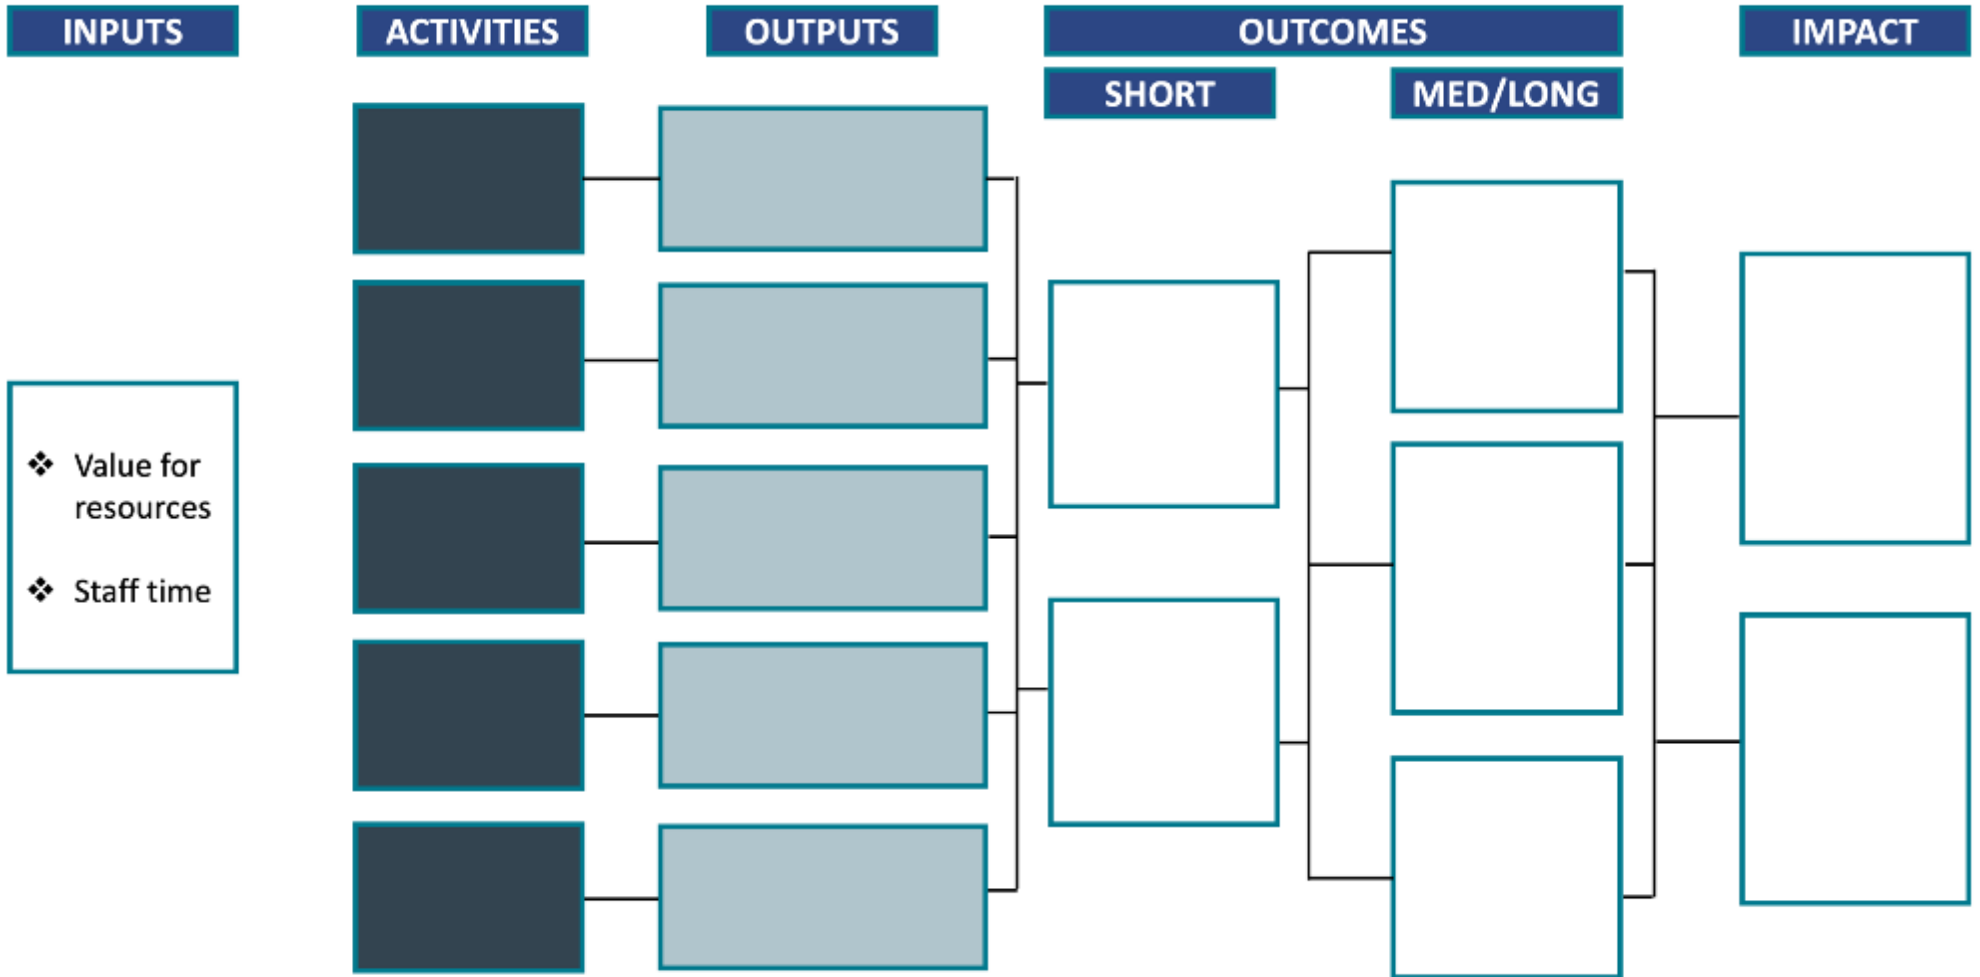 INPUTS
ACTIVITIES
OUTPUTS
OUTCOMES
IMPACT
SHORT
MED/LONG
❖ Value for
resources
❖ Staff time